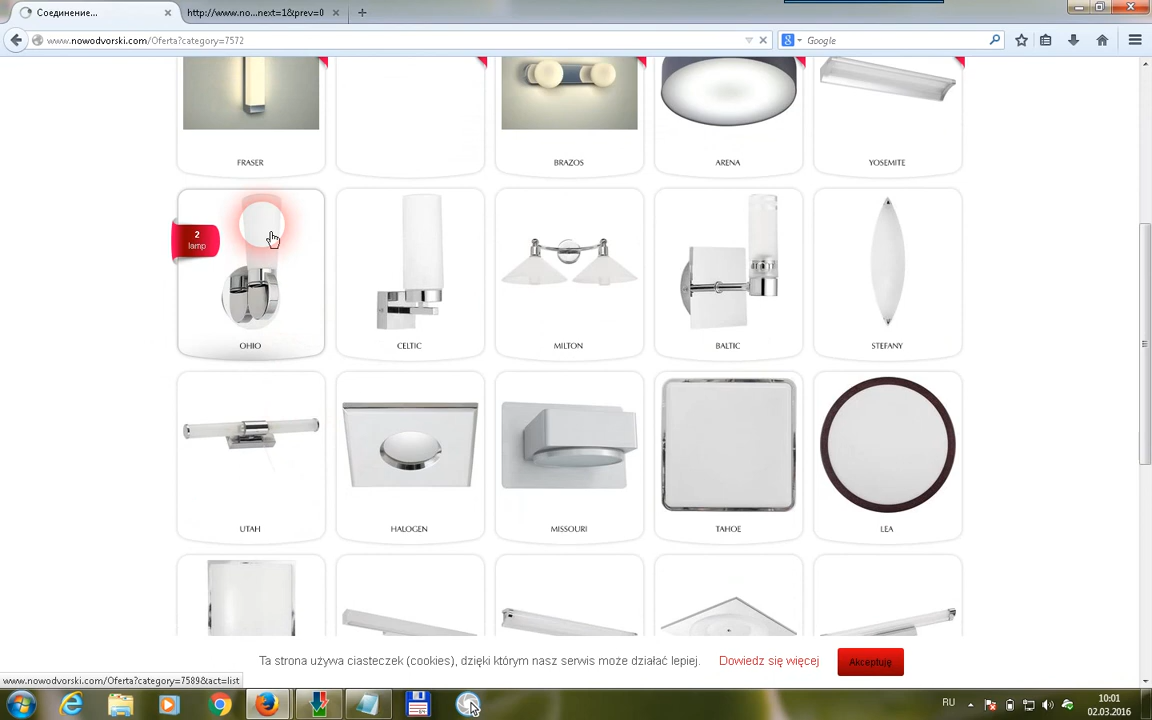 Соединение...
http://www.no...next=1&prev=0
www.nowodvorski.com/Oferta?category=7572
Google
FRASER
BRAZOS
ARENA
YOSEMITE
2
lamp
OHIO
CELTIC
MILTON
BALTIC
STEFANY
UTAH
HALOGEN
MISSOURI
TAHOE
LEA
Ta strona używa ciasteczek (cookies), dzięki którym nasz serwis może działać lepiej.
Dowiedz się więcej
Akceptuję
www.nowodvorski.com/Oferta?category=7589&act=list
RU
10:01
02.03.2016